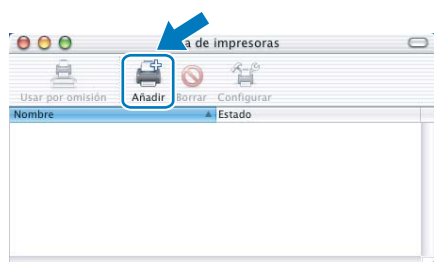 a de impresoras
Usar por omisión Añadir Borrar Configurar
Nombre Estado